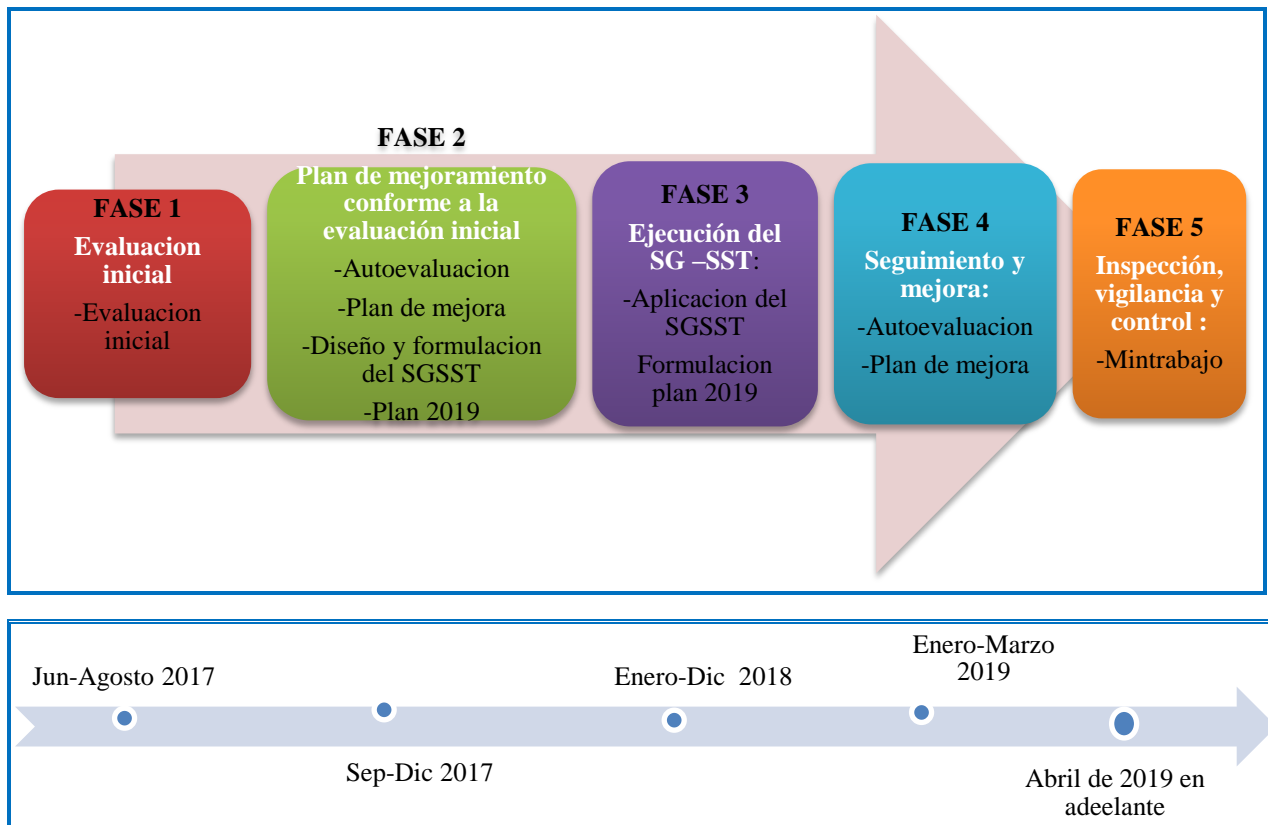 FASE 1
Evaluacion
inicial
-Evaluacion
inicial
FASE 2
Plan de mejoramiento
conforme a la
evaluación inicial
-Autoevaluacion
-Plan de mejora
-Diseño y formulacion
del SGSST
-Plan 2019
FASE 3
Ejecución del
SG –SST:
-Aplicacion del
SGSST
Formulacion
plan 2019
FASE 4
Seguimiento y
mejora:
-Autoevaluacion
-Plan de mejora
FASE 5
Inspección,
vigilancia y
control :
-Mintrabajo
Jun-Agosto 2017
Sep-Dic 2017
Enero-Dic 2018
Enero-Marzo
2019
Abril de 2019 en
adeelante